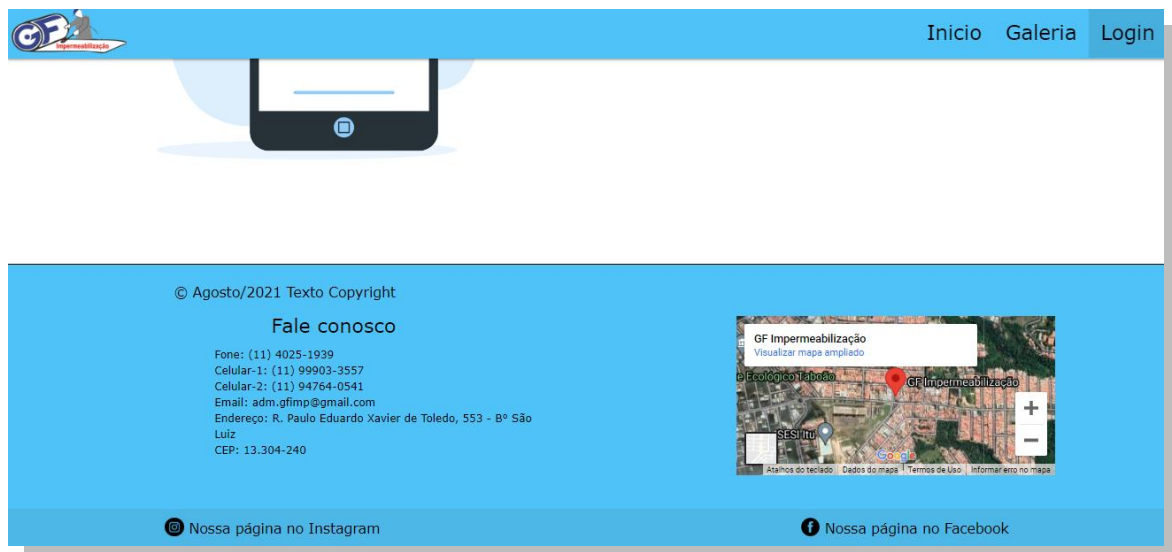 GF
Impermeabilização
Inicio Galeria Login
© Agosto/2021 Texto Copyright
Fale conosco
Fone: (11) 4025-1939
Celular-1: (11) 99903-3557
Celular-2: (11) 94764-0541
Email: adm.gfimp@gmail.com
Endereço: R. Paulo Eduardo Xavier de Toledo, 553 - B° São
Luiz
CEP: 13.304-240
GF Impermeabilização
Visualizar mapa ampliado
e Ecológico Taboão
GF Impermeabilização
SESI Itu
Google
Atalhos do teclado Dados do mapa Termos de Uso Informar erro no mapa
Nossa página no Instagram
Nossa página no Facebook